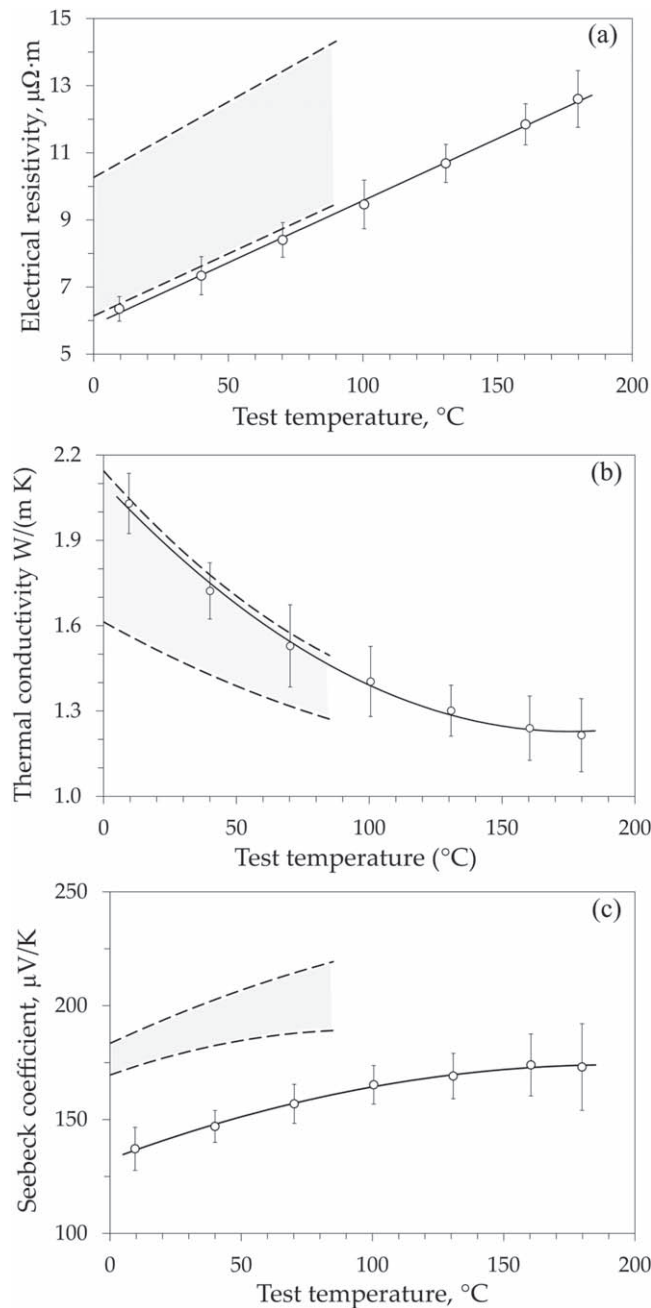 (a)
Electrical resistivity, μΩ·m
15
13
11
9
7
5
0 50 100 150 200
Test temperature, °C
(b)
Thermal conductivity W/(m K)
2.2
1.9
1.6
1.3
1.0
0 50 100 150 200
Test temperature (°C)
(c)
Seebeck coefficient, μV/K
250
200
150
100
0 50 100 150 200
Test temperature, °C